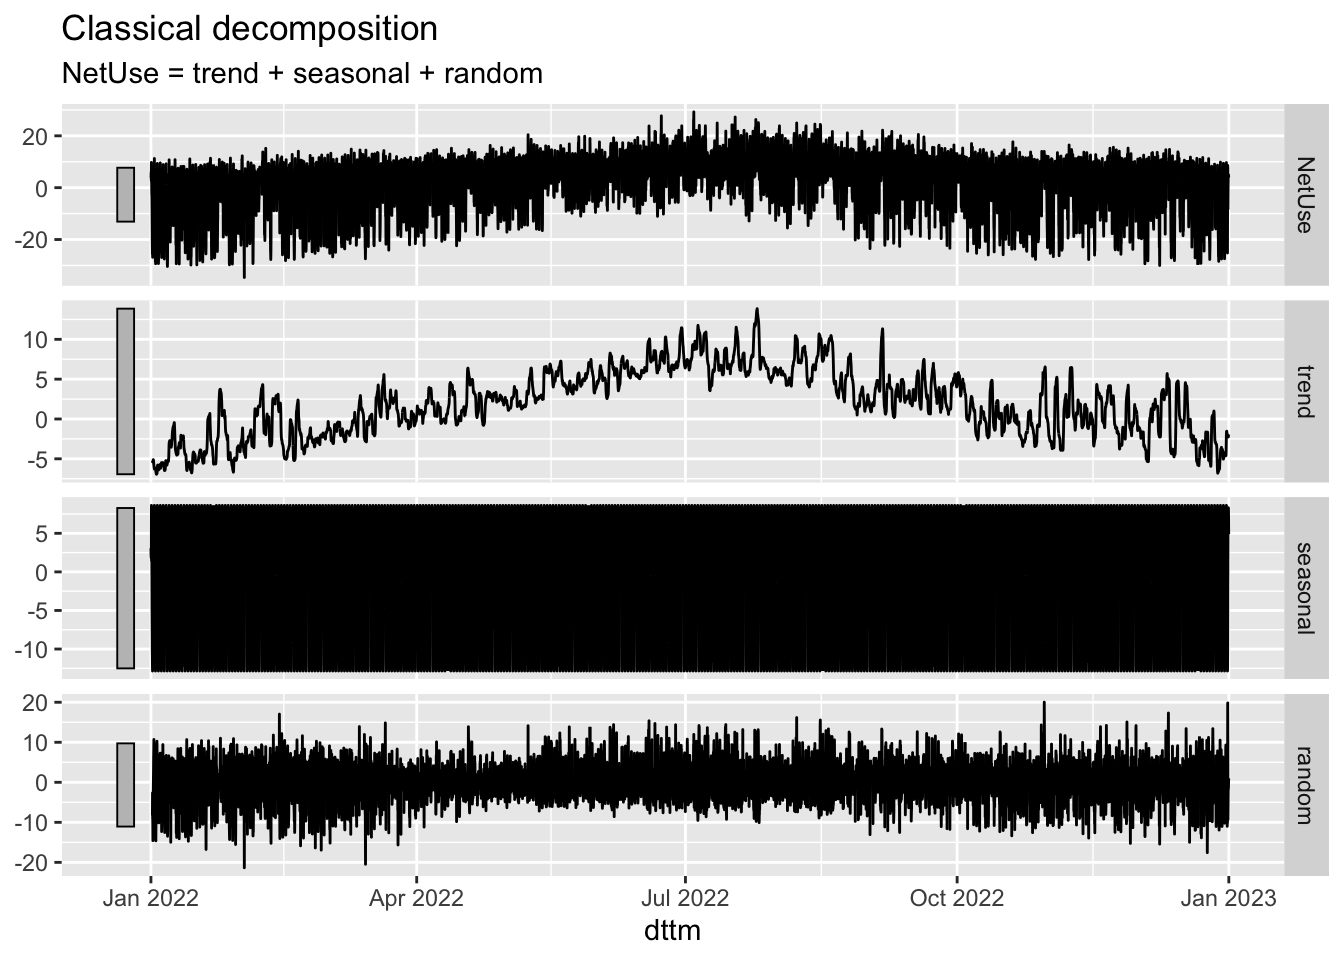 Classical decomposition
NetUse = trend + seasonal + random
20
0
-20
NetUse
10
5
0
-5
trend
5
0
-5
-10
seasonal
20
10
0
-10
-20
random
Jan 2022 Apr 2022 Jul 2022 Oct 2022 Jan 2023
dttm